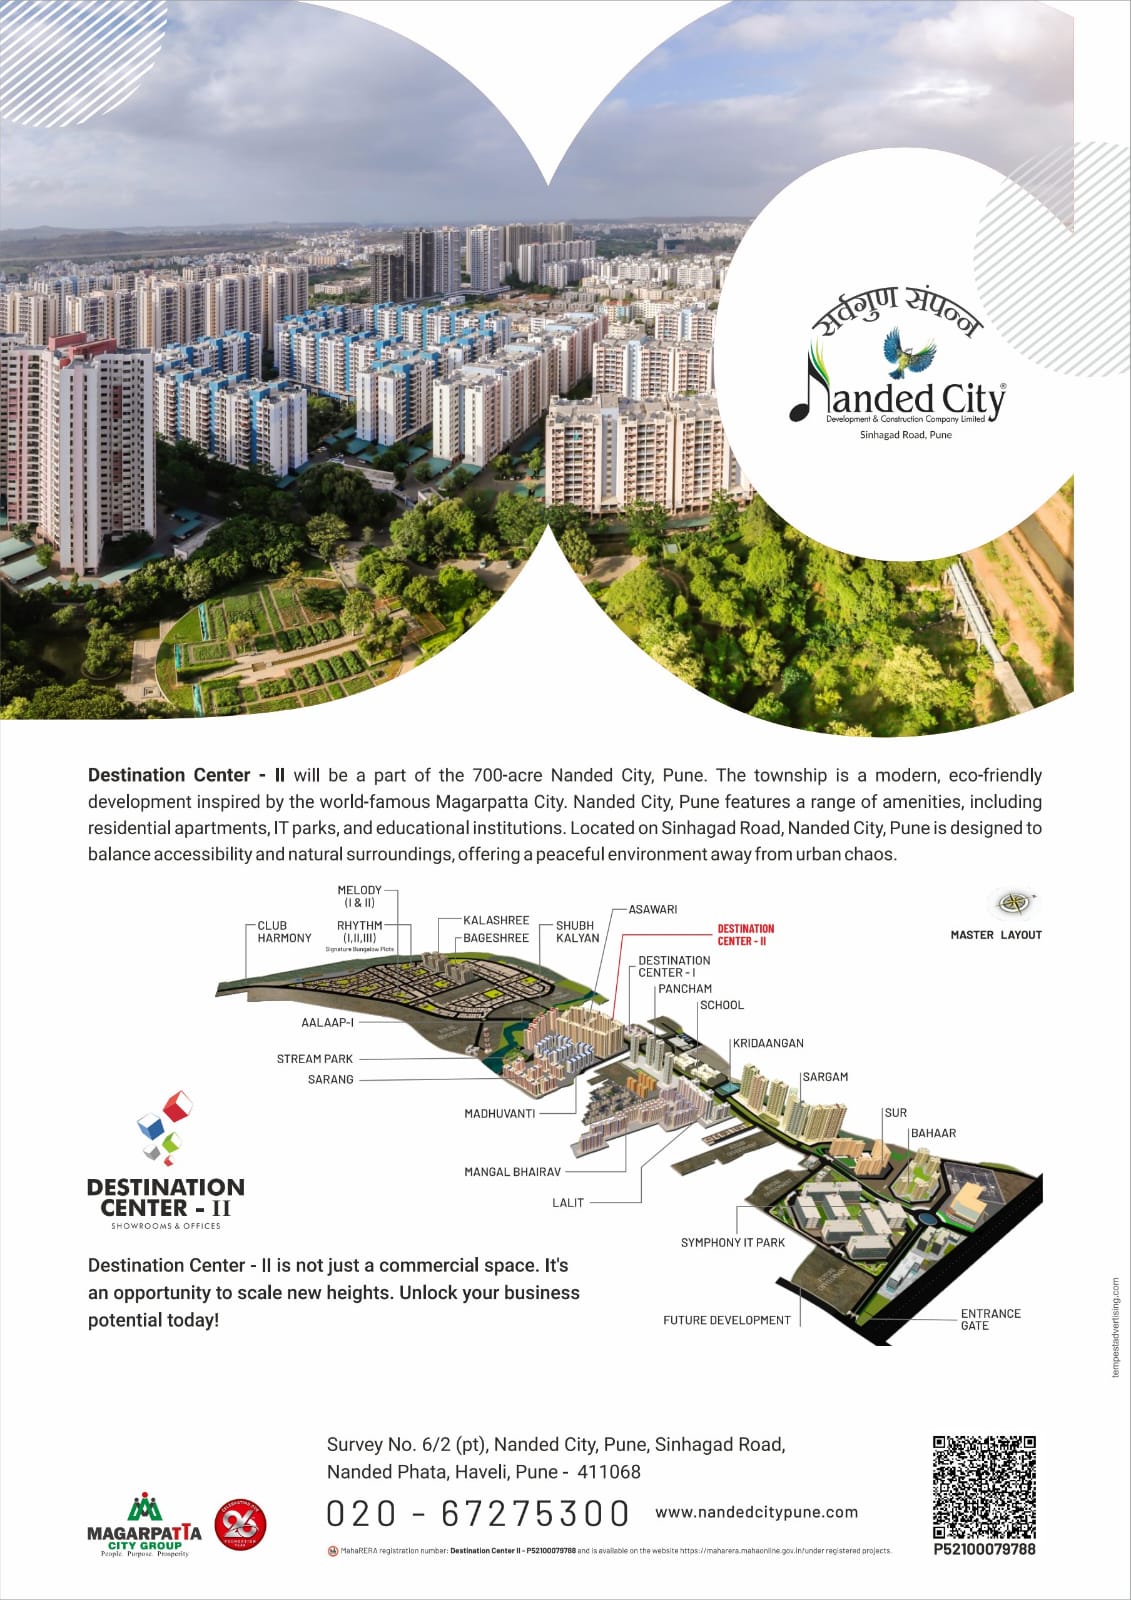 सर्वगुण संपन्न
Nanded City®
Development & Construction Company Limited
Sinhagad Road, Pune
Destination Center - II will be a part of the 700-acre Nanded City, Pune. The township is a modern, eco-friendly
development inspired by the world-famous Magarpatta City. Nanded City, Pune features a range of amenities, including
residential apartments, IT parks, and educational institutions. Located on Sinhagad Road, Nanded City, Pune is designed to
balance accessibility and natural surroundings, offering a peaceful environment away from urban chaos.
MELODY
(I & II)
CLUB
HARMONY
RHYTHM
(I,II,III)
Signature Bungalow Plots
KALASHREE
BAGESHREE
SHUBH
KALYAN
ASAWARI
DESTINATION
CENTER - II
MASTER LAYOUT
DESTINATION
CENTER - I
PANCHAM
SCHOOL
AALAAP-I
STREAM PARK
SARANG
KRIDAANGAN
SARGAM
MADHUVANTI
SUR
BAHAAR
MANGAL BHAIRAV
LALIT
SYMPHONY IT PARK
FUTURE DEVELOPMENT
FUTURE DEVELOPMENT
ENTRANCE
GATE
DESTINATION
CENTER - II
SHOWROOMS & OFFICES
Destination Center - II is not just a commercial space. It's
an opportunity to scale new heights. Unlock your business
potential today!
tempestadvertising.com
Survey No. 6/2 (pt), Nanded City, Pune, Sinhagad Road,
Nanded Phata, Haveli, Pune - 411068
020 - 67275300
www.nandedcitypune.com
MAGARPATTA
CITY GROUP
People. Purpose. Prosperity
26
P52100079788
MahaRERA registration number: Destination Center II - P52100079788 and is available on the website https://maharera.mahaonline.gov.in/under registered projects.